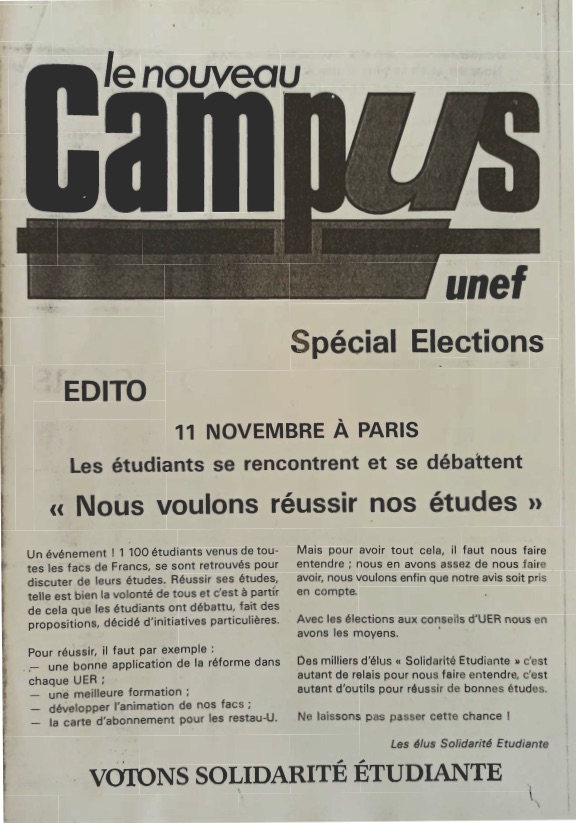 le nouveau
Campus
unef
Spécial Elections
EDITO
11 NOVEMBRE À PARIS
Les étudiants se rencontrent et se débattent
« Nous voulons réussir nos études »
Un événement ! 1 100 étudiants venus de tou-
tes les facs de Francs, se sont retrouvés pour
discuter de leurs études. Réussir ses études,
telle est bien la volonté de tous et c'est à partir
de cela que les étudiants ont débattu, fait des
propositions, décidé d'initiatives particulières.
Pour réussir, il faut par exemple :
— une bonne application de la réforme dans
chaque UER ;
— une meilleure formation ;
— développer l'animation de nos facs ;
— la carte d'abonnement pour les restau-U.
Mais pour avoir tout cela, il faut nous faire
entendre ; nous en avons assez de nous faire
avoir, nous voulons enfin que notre avis soit pris
en compte.
Avec les élections aux conseils d'UER nous en
avons les moyens.
Des milliers d'élus « Solidarité Etudiante » c'est
autant de relais pour nous faire entendre, c'est
autant d'outils pour réussir de bonnes études.
Ne laissons pas passer cette chance !
Les élus Solidarité Etudiante
VOTONS SOLIDARITÉ ÉTUDIANTE